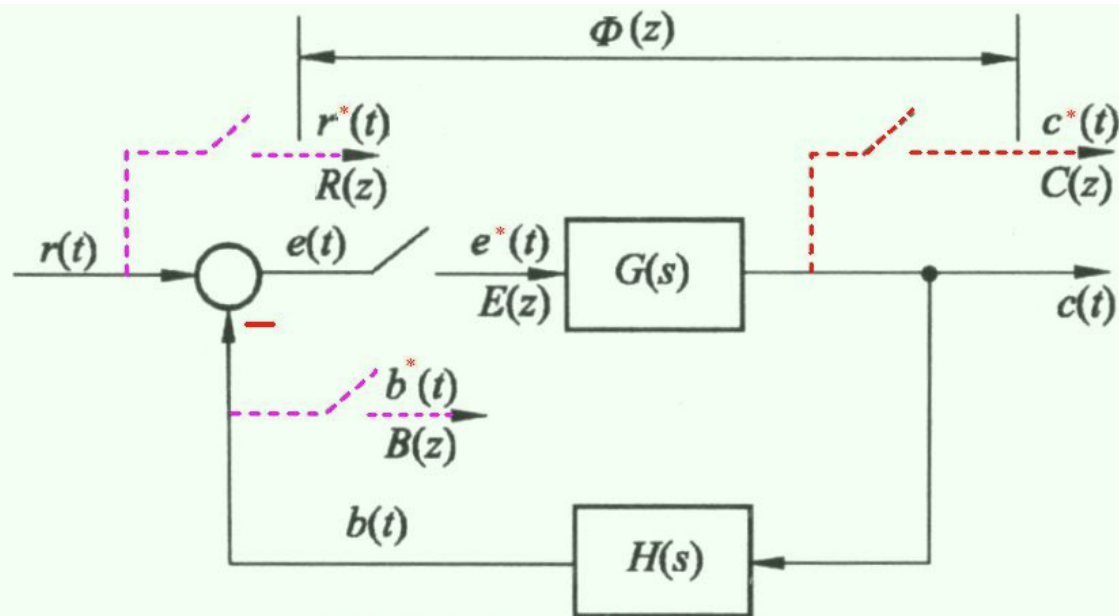 Φ(z)
r*(t)
R(z)
c*(t)
C(z)
r(t)
e(t)
e*(t)
E(z)
G(s)
c(t)
b*(t)
B(z)
b(t)
H(s)